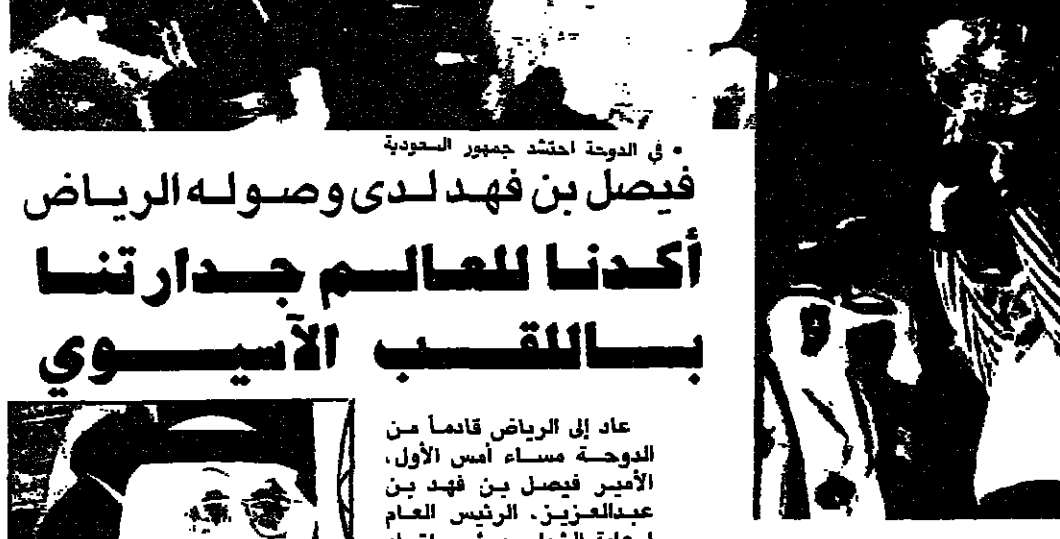 • في الدوحة احتشد جمهور السعودية
فيصل بن فهد لدى وصوله الرياض
أكدنا للعالم جدارتنا
باللقب الآسيوي
عاد إلى الرياض قادماً من
الدوحة مساء أمس الأول،
الأمير فيصل بن فهد بن
عبدالعزيز، الرئيس العام